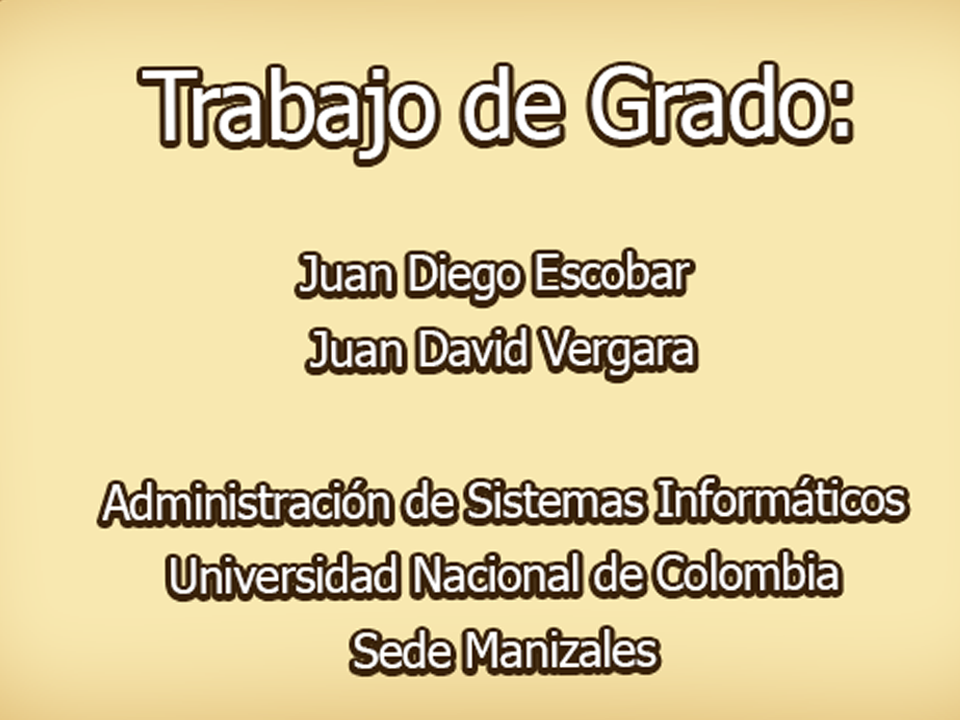 Trabajo de Grado:
Juan Diego Escobar
Juan David Vergara
Administración de Sistemas Informáticos
Universidad Nacional de Colombia
Sede Manizales